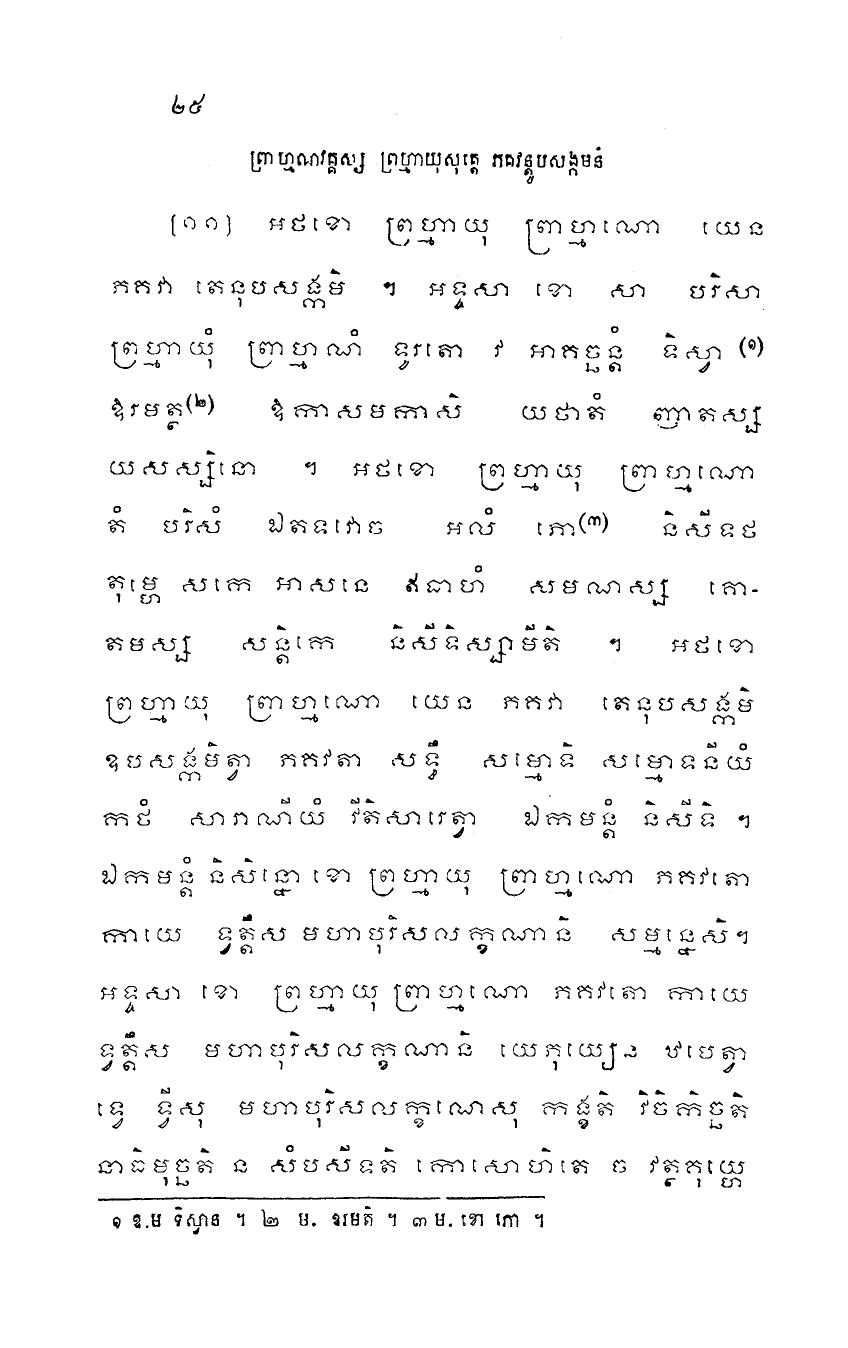 ២៥
ព្រាហ្មណវគ្គស្ស ព្រហ្មាយុសុត្តេ ភគវន្តូបសង្កមនំ
[១១] អថខោ ព្រហ្មាយុ ព្រាហ្មណោ យេន
ភគវា តេនុបសង្កមិ ។ អទ្ទសា ខោ សា បរិសា
ព្រហ្មាយុំ ព្រាហ្មណំ ទូរតោ វ អាគច្ឆន្តំ ទិស្វា (១)
ឱរមត្ថ(២) ឱកាសមកាសិ យថាតំ ញាតស្ស
យសស្សិនោ ។ អថខោ ព្រហ្មាយុ ព្រាហ្មណោ
តំ បរិសំ ឯតទវោច អលំ ភោ(៣) និសីទថ
តុម្ហេ សកេ អាសនេ ឥធាហំ សមណស្ស គោ-
តមស្ស សន្តិកេ និសីទិស្សាមីតិ ។ អថខោ
ព្រហ្មាយុ ព្រាហ្មណោ យេន ភគវា តេនុបសង្កមិ
ឧបសង្កមិត្វា ភគវតា សទ្ធឹ សម្មោទិ សម្មោទនីយំ
កថំ សារាណីយំ វីតិសារេត្វា ឯកមន្តំ និសីទិ ។
ឯកមន្តំ និសិន្នោ ខោ ព្រហ្មាយុ ព្រាហ្មណោ ភគវតោ
កាយេ ទ្វត្តឹស មហាបុរិសលក្ខណានិ សម្មន្នេសិ។
អទ្ទសា ខោ ព្រហ្មាយុ ព្រាហ្មណោ ភគវតោ កាយេ
ទ្វត្តឹស មហាបុរិសលក្ខណានិ យេភុយ្យេន ឋបេត្វា
ទ្វេ ទ្វីសុ មហាបុរិសលក្ខណេសុ កង្ខតិ វិចិកិច្ឆតិ
នាធិមុច្ចតិ ន សំបសីទតិ កោសោហិតេ ច វត្ថគុយ្ហេ
១ ឱ.ម ទិស្វាន ។ ២ ម. ឱរមតិ ។ ៣ ម. ខោ ភោ ។